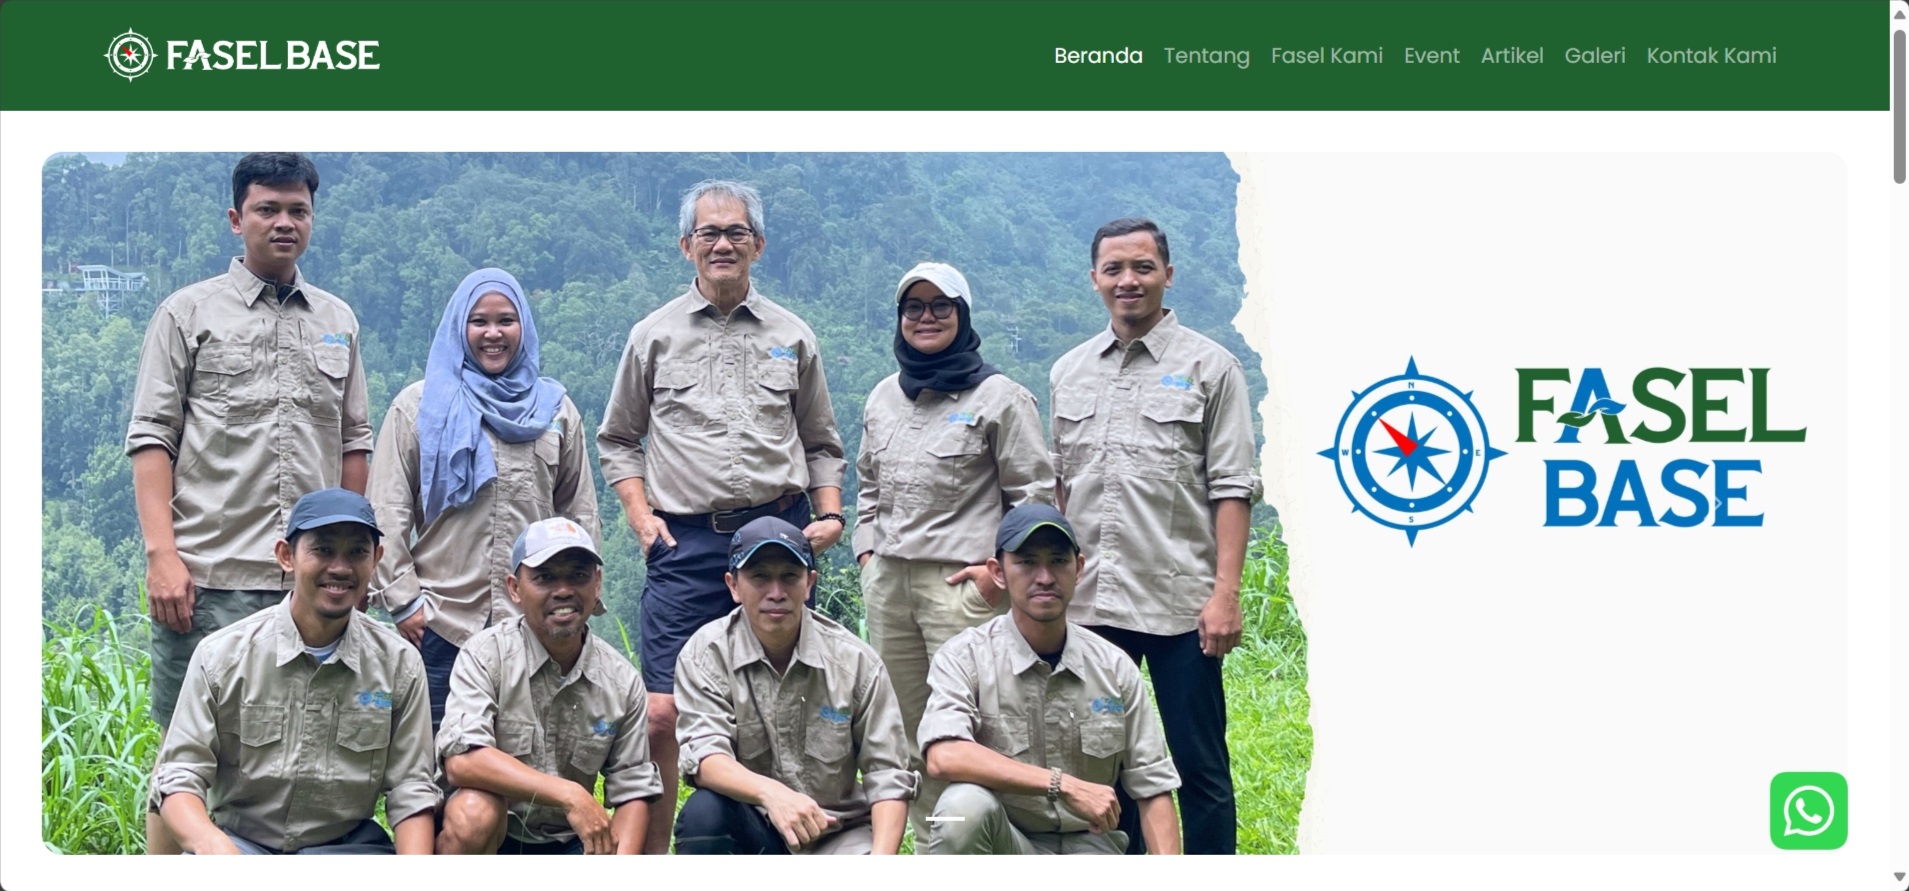 FASEL BASE
Beranda Tentang Fasel Kami Event Artikel Galeri Kontak Kami
FASEL
BASE
N
W E
S